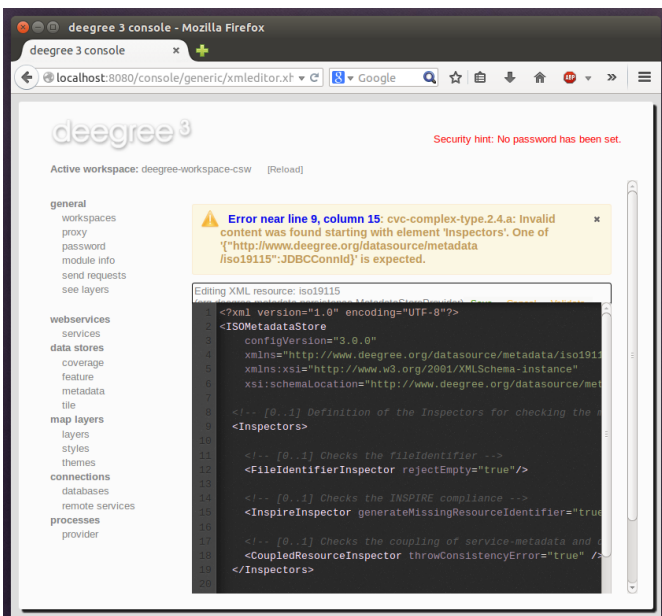 deegree 3 console - Mozilla Firefox
deegree 3 console ×
localhost:8080/console/generic/xmleditor.xh
8 Google
ABP
deegree 3
Security hint: No password has been set.
Active workspace: deegree-workspace-csw [Reload]
general
workspaces
proxy
password
module info
send requests
see layers
webservices
services
data stores
coverage
feature
metadata
tile
map layers
layers
styles
themes
connections
databases
remote services
processes
provider
Error near line 9, column 15: cvc-complex-type.2.4.a: Invalid
content was found starting with element 'Inspectors'. One of
'{"http://www.deegree.org/datasource/metadata
/iso19115":JDBCConnId}' is expected.
Editing XML resource: iso19115
(org.deegree.metadata.persistence.MetadataStoreProvider) Save Cancel Validate
1 <?xml version="1.0" encoding="UTF-8"?>
2 <ISOMetadataStore
3 configVersion="3.0.0"
4 xmlns="http://www.deegree.org/datasource/metadata/iso1911
5 xmlns:xsi="http://www.w3.org/2001/XMLSchema-instance"
6 xsi:schemaLocation="http://www.deegree.org/datasource/met
7
8 <!-- [0..1] Definition of the Inspectors for checking the m
9 <Inspectors>
10
11 <!-- [0..1] Checks the fileIdentifier -->
12 <FileIdentifierInspector rejectEmpty="true"/>
13
14 <!-- [0..1] Checks the INSPIRE compliance -->
15 <InspireInspector generateMissingResourceIdentifier="true
16
17 <!-- [0..1] Checks the coupling of service-metadata and d
18 <CoupledResourceInspector throwConsistencyError="true" />
19 </Inspectors>
20